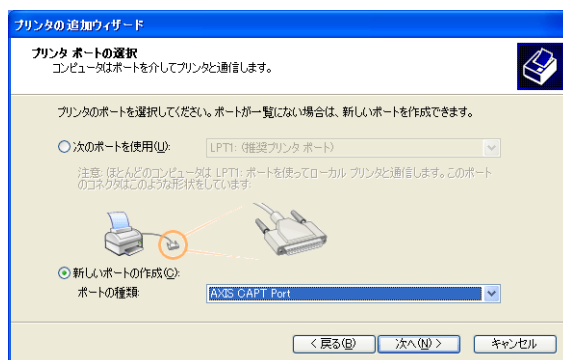 プリンタの追加ウィザード
プリンタ ポートの選択
コンピュータはポートを介してプリンタと通信します。
プリンタのポートを選択してください。ポートが一覧にない場合は、新しいポートを作成できます。
次のポートを使用(U): LPT1: (推奨プリンタ ポート)
注意: ほとんどのコンピュータは LPT1: ポートを使ってローカル プリンタと通信します。このポート
のコネクタはこのような形状をしています:
新しいポートの作成(C):
ポートの種類: AXIS CAPT Port
< 戻る(B) 次へ(N) > キャンセル